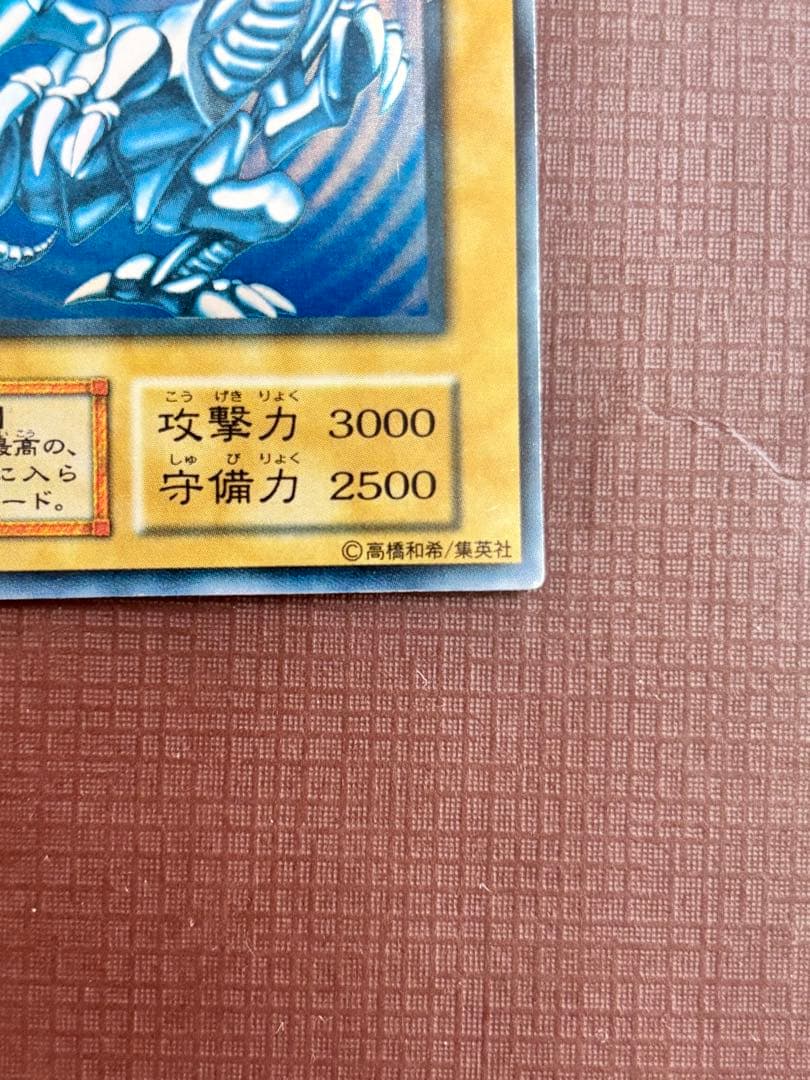 最高の、
に入ら
ード。
こう げき りょく
攻撃力 3000
しゅ び りょく
守備力 2500
©高橋和希/集英社